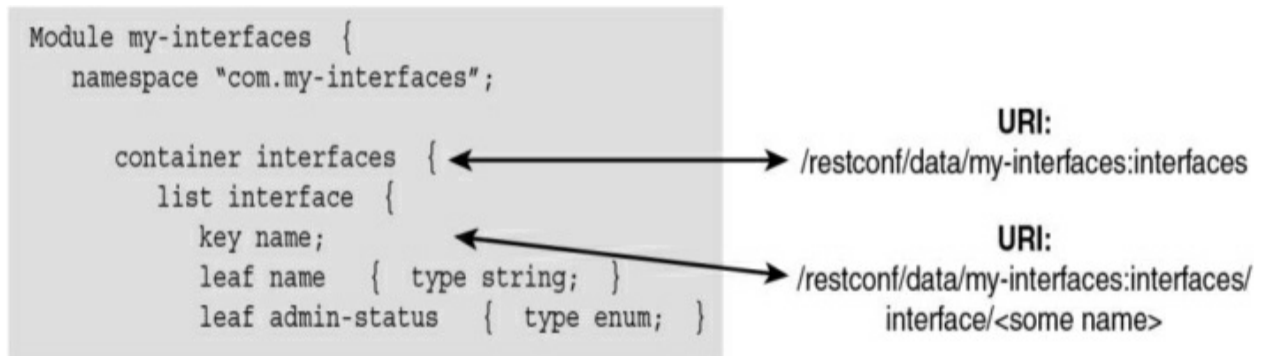 Module my-interfaces {
namespace “com.my-interfaces”;
container interfaces {
list interface {
key name;
leaf name { type string; }
leaf admin-status { type enum; }
URI:
/restconf/data/my-interfaces:interfaces
URI:
/restconf/data/my-interfaces:interfaces/
interface/<some name>